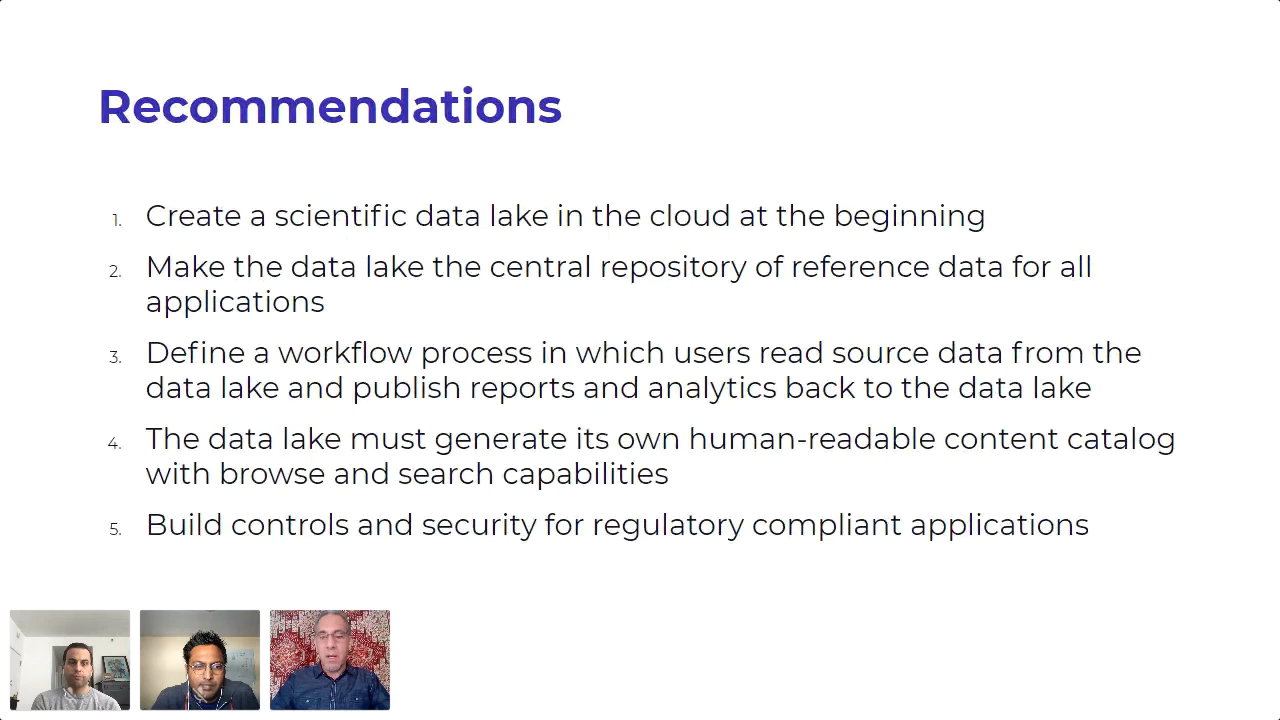 Recommendations
1. Create a scientific data lake in the cloud at the beginning
2. Make the data lake the central repository of reference data for all
applications
3. Define a workflow process in which users read source data from the
data lake and publish reports and analytics back to the data lake
4. The data lake must generate its own human-readable content catalog
with browse and search capabilities
5. Build controls and security for regulatory compliant applications